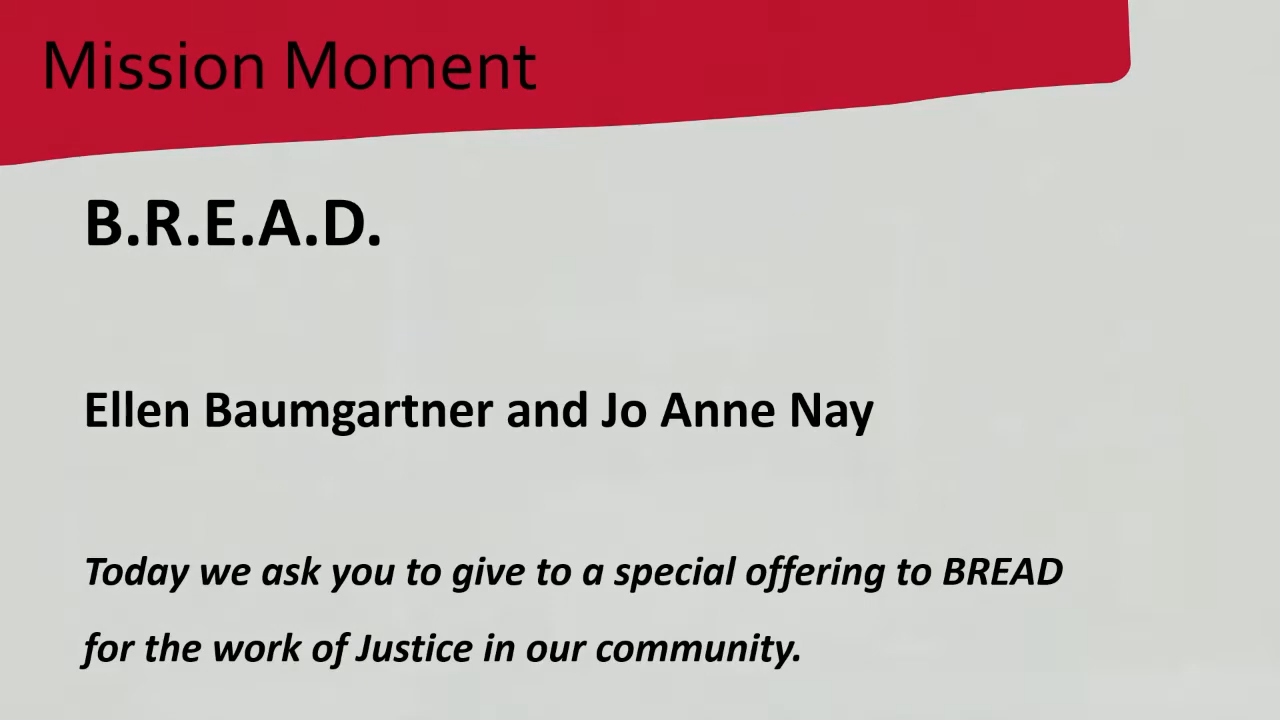 Mission Moment
B.R.E.A.D.
Ellen Baumgartner and Jo Anne Nay
Today we ask you to give to a special offering to BREAD
for the work of Justice in our community.